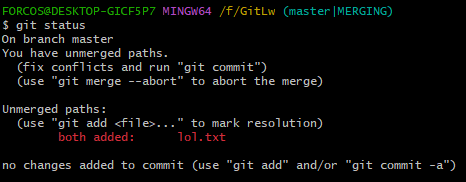 FORCOS@DESKTOP-GICF5P7 MINGW64 /f/GitLw (master|MERGING)
$ git status
On branch master
You have unmerged paths.
  (fix conflicts and run "git commit")
  (use "git merge --abort" to abort the merge)

Unmerged paths:
  (use "git add <file>..." to mark resolution)
        both added:      lol.txt

no changes added to commit (use "git add" and/or "git commit -a")